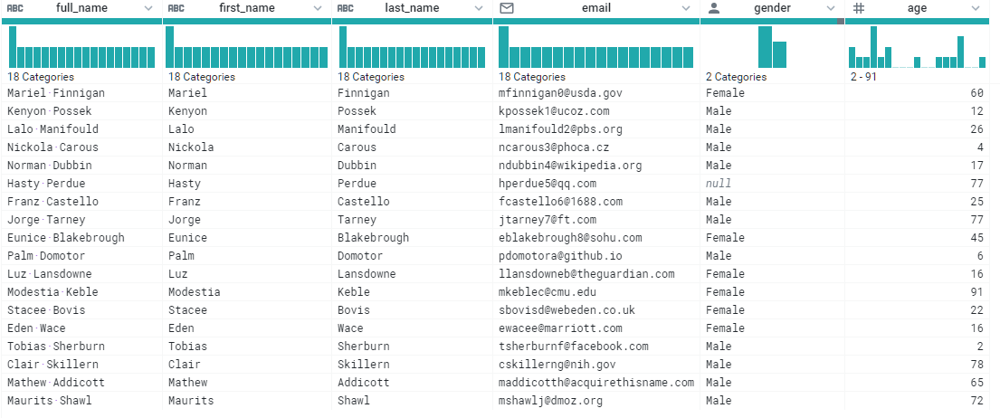 ABC full_name ABC first_name ABC last_name email gender # age
18 Categories 18 Categories 18 Categories 18 Categories 2 Categories 2 - 91
Mariel·Finnigan Mariel Finnigan mfinnigan0@usda.gov Female 60
Kenyon·Possek Kenyon Possek kpossek1@ucoz.com Male 12
Lalo·Manifould Lalo Manifould lmanifould2@pbs.org Male 26
Nickola·Carous Nickola Carous ncarous3@phoca.cz Male 4
Norman·Dubbin Norman Dubbin ndubbin4@wikipedia.org Male 17
Hasty·Perdue Hasty Perdue hperdue5@qq.com null 77
Franz·Castello Franz Castello fcastello6@1688.com Male 25
Jorge·Tarney Jorge Tarney jtarney7@ft.com Male 77
Eunice·Blakebrough Eunice Blakebrough eblakebrough8@sohu.com Female 45
Palm·Domotor Palm Domotor pdomotora@github.io Male 6
Luz·Lansdowne Luz Lansdowne llansdowneb@theguardian.com Female 16
Modestia·Keble Modestia Keble mkeblec@cmu.edu Female 91
Stacee·Bovis Stacee Bovis sbovisd@webeden.co.uk Female 22
Eden·Wace Eden Wace ewacee@marriott.com Female 16
Tobias·Sherburn Tobias Sherburn tsherburnf@facebook.com Male 2
Clair·Skillern Clair Skillern cskillerng@nih.gov Male 78
Mathew·Addicott Mathew Addicott maddicotth@acquirethisname.com Male 65
Maurits·Shawl Maurits Shawl mshawlj@dmoz.org Male 72